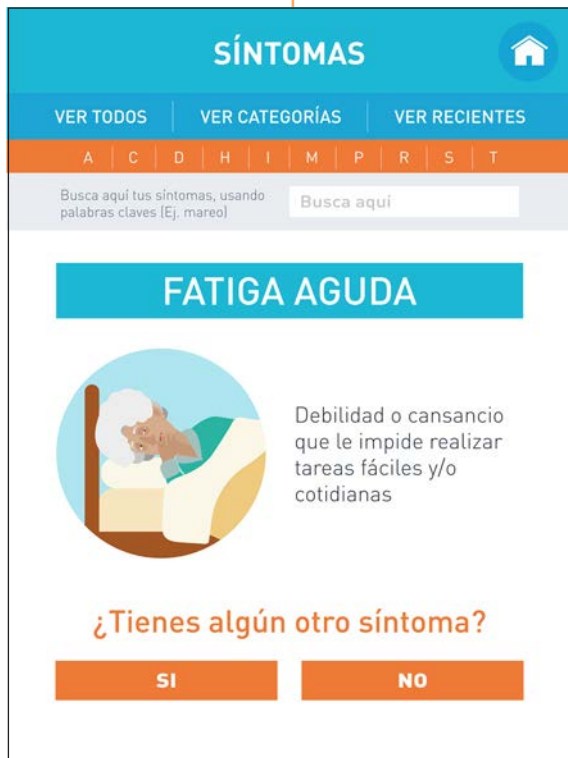 SÍNTOMAS
VER TODOS VER CATEGORÍAS VER RECIENTES
A C D H I M P R S T
Busca aquí tus síntomas, usando
palabras claves (Ej. mareo)
Busca aquí
FATIGA AGUDA
Debilidad o cansancio
que le impide realizar
tareas fáciles y/o
cotidianas
¿Tienes algún otro síntoma?
SI NO